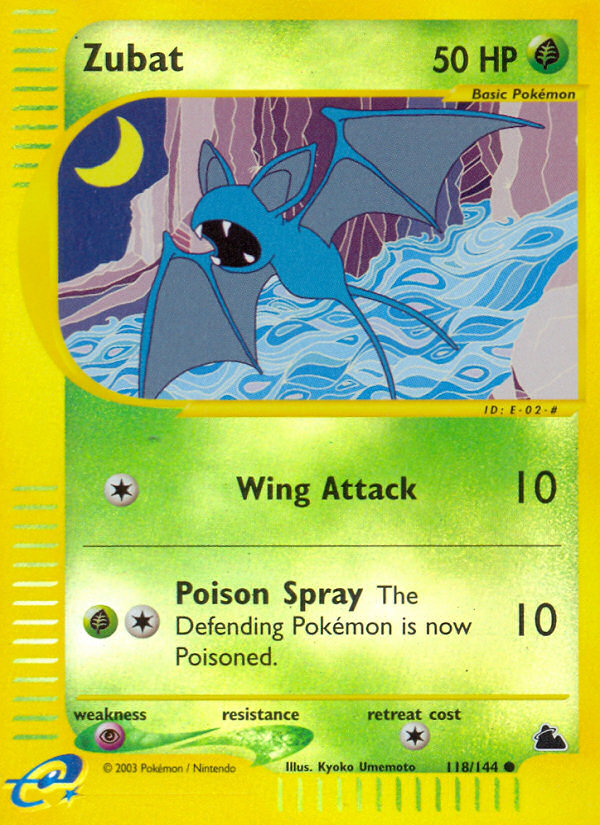 Zubat 50 HP
Basic Pokémon
ID: E-02-#
Wing Attack 10
Poison Spray The
Defending Pokémon is now
Poisoned.
10
weakness resistance retreat cost
© 2003 Pokémon / Nintendo Illus. Kyoko Umemoto 118/144